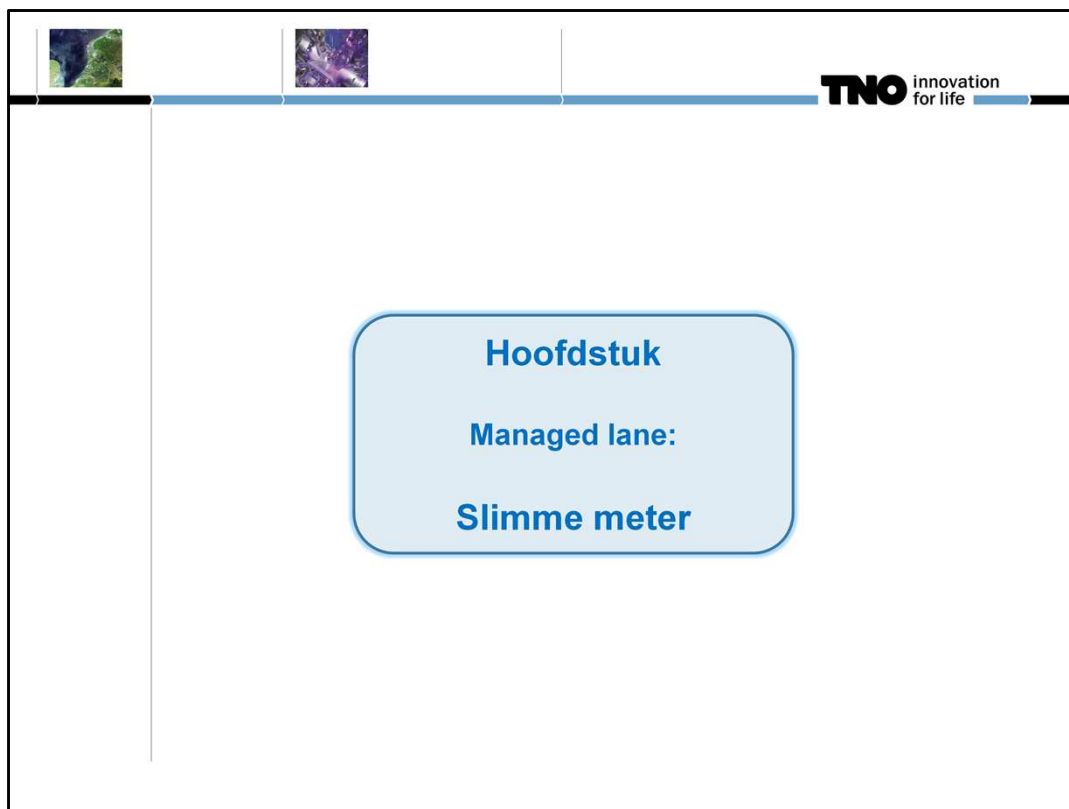 TNO innovation
for life
Hoofdstuk
Managed lane:
Slimme meter